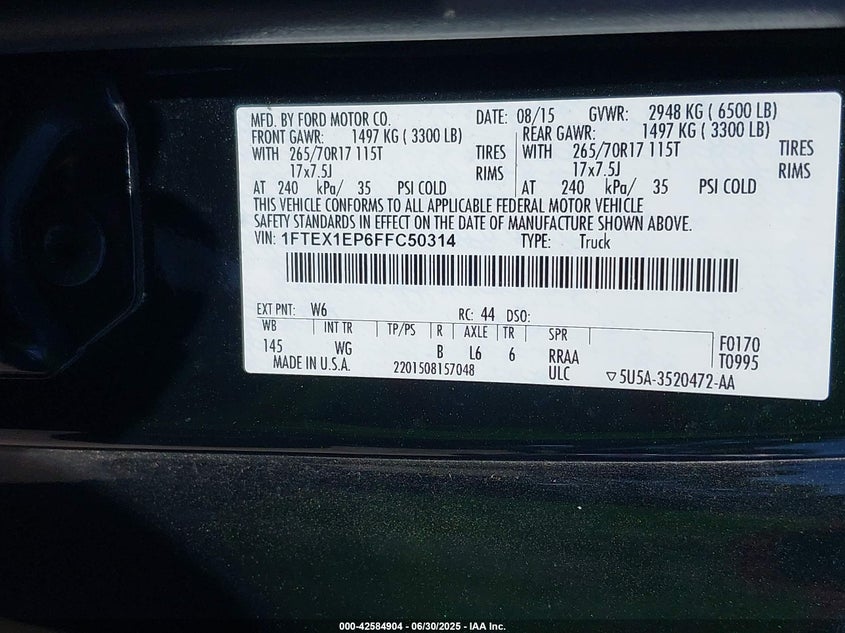 MFD. BY FORD MOTOR CO. DATE: 08/15 GVWR: 2948 KG ( 6500 LB)
FRONT GAWR: 1497 KG ( 3300 LB) REAR GAWR: 1497 KG ( 3300 LB)
WITH 265/70R17 115T TIRES WITH 265/70R17 115T TIRES
17x7.5J RIMS 17x7.5J RIMS
AT 240 kPa/ 35 PSI COLD AT 240 kPa/ 35 PSI COLD
THIS VEHICLE CONFORMS TO ALL APPLICABLE FEDERAL MOTOR VEHICLE
SAFETY STANDARDS IN EFFECT ON THE DATE OF MANUFACTURE SHOWN ABOVE.
VIN: 1FTEX1EP6FFC50314 TYPE: Truck
EXT PNT: W6 RC: 44 DSO:
WB INT TR TP/PS R AXLE TR SPR F0170
145 WG B L6 6 RRAA T0995
MADE IN U.S.A. 2201508157048 ULC ▽5U5A-3520472-AA
000-42584904 - 06/30/2025 - IAA Inc.